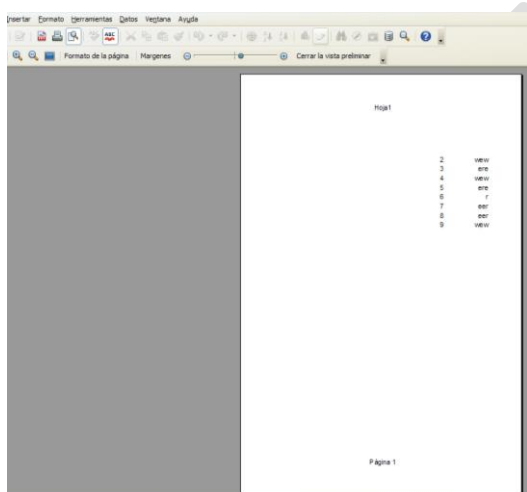 Insertar Formato Herramientas Datos Ventana Ayuda
ABC
Formato de la página Margenes Cerrar la vista preliminar
Hoja1
2 wew
3 ere
4 wew
5 ere
6 r
7 eer
8 eer
9 wew
Página 1